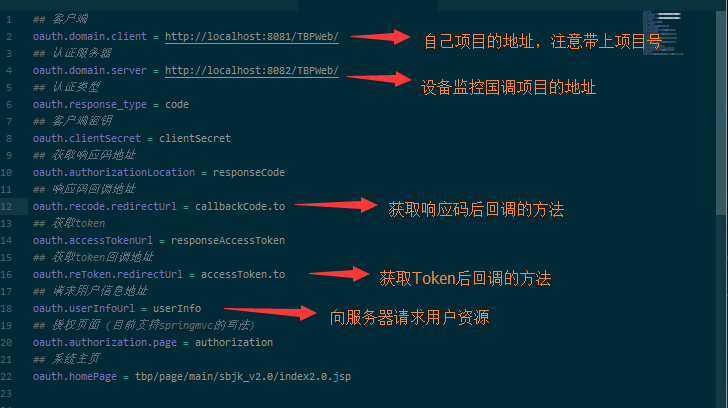 1 ## 客户端
2 oauth.domain.client = http://localhost:8081/TBPWeb/ 自己项目的地址，注意带上项目号
3 ## 认证服务器
4 oauth.domain.server = http://localhost:8082/TBPWeb/ 设备监控国调项目的地址
5 ## 认证类型
6 oauth.response_type = code
7 ## 客户端密钥
8 oauth.clientSecret = clientSecret
9 ## 获取响应码地址
10 oauth.authorizationLocation = responseCode
11 ## 响应码回调地址
12 oauth.recode.redirectUrl = callbackCode.to 获取响应码后回调的方法
13 ## 获取token
14 oauth.accessTokenUrl = responseAccessToken
15 ## 获取token回调地址
16 oauth.reToken.redirectUrl = accessToken.to 获取Token后回调的方法
17 ## 请求用户信息地址
18 oauth.userInfoUrl = userInfo 向服务器请求用户资源
19 ## 授权页面（目前支持springmvc的写法）
20 oauth.authorization.page = authorization
21 ## 系统主页
22 oauth.homePage = tbp/page/main/sbjk_v2.0/index2.0.jsp